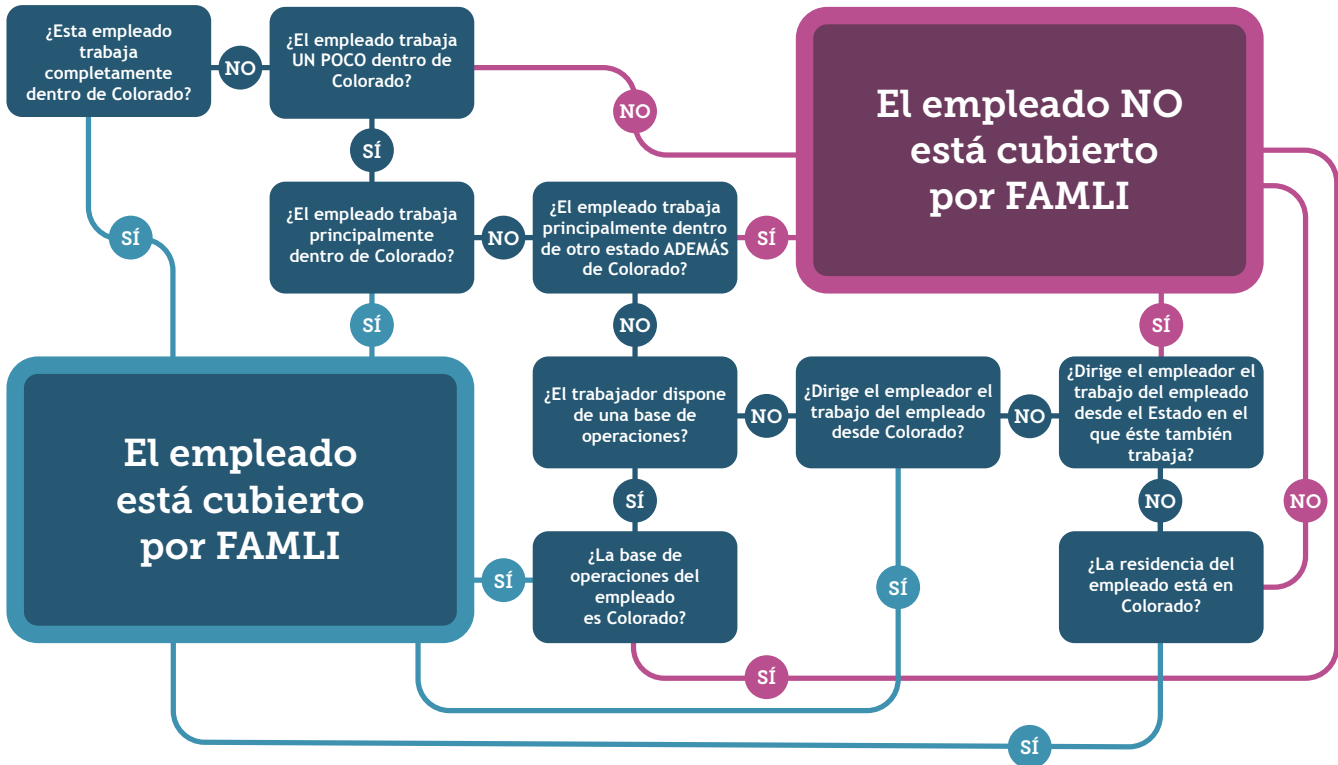 ¿Esta empleado
trabaja
completamente
dentro de Colorado?
NO
¿El empleado trabaja
UN POCO dentro de
Colorado?
NO
El empleado NO
está cubierto
por FAMLI
SÍ
SÍ
¿El empleado trabaja
principalmente
dentro de Colorado?
NO
¿El empleado trabaja
principalmente dentro
de otro estado ADEMÁS
de Colorado?
SÍ
SÍ
NO
SÍ
El empleado
está cubierto
por FAMLI
¿El trabajador dispone
de una base de
operaciones?
NO
¿Dirige el empleador el
trabajo del empleado
desde Colorado?
NO
¿Dirige el empleador el
trabajo del empleado
desde el Estado en el
que éste también
trabaja?
SÍ
NO
NO
SÍ
¿La base de
operaciones del
empleado
es Colorado?
SÍ
¿La residencia del
empleado está en
Colorado?
SÍ
SÍ